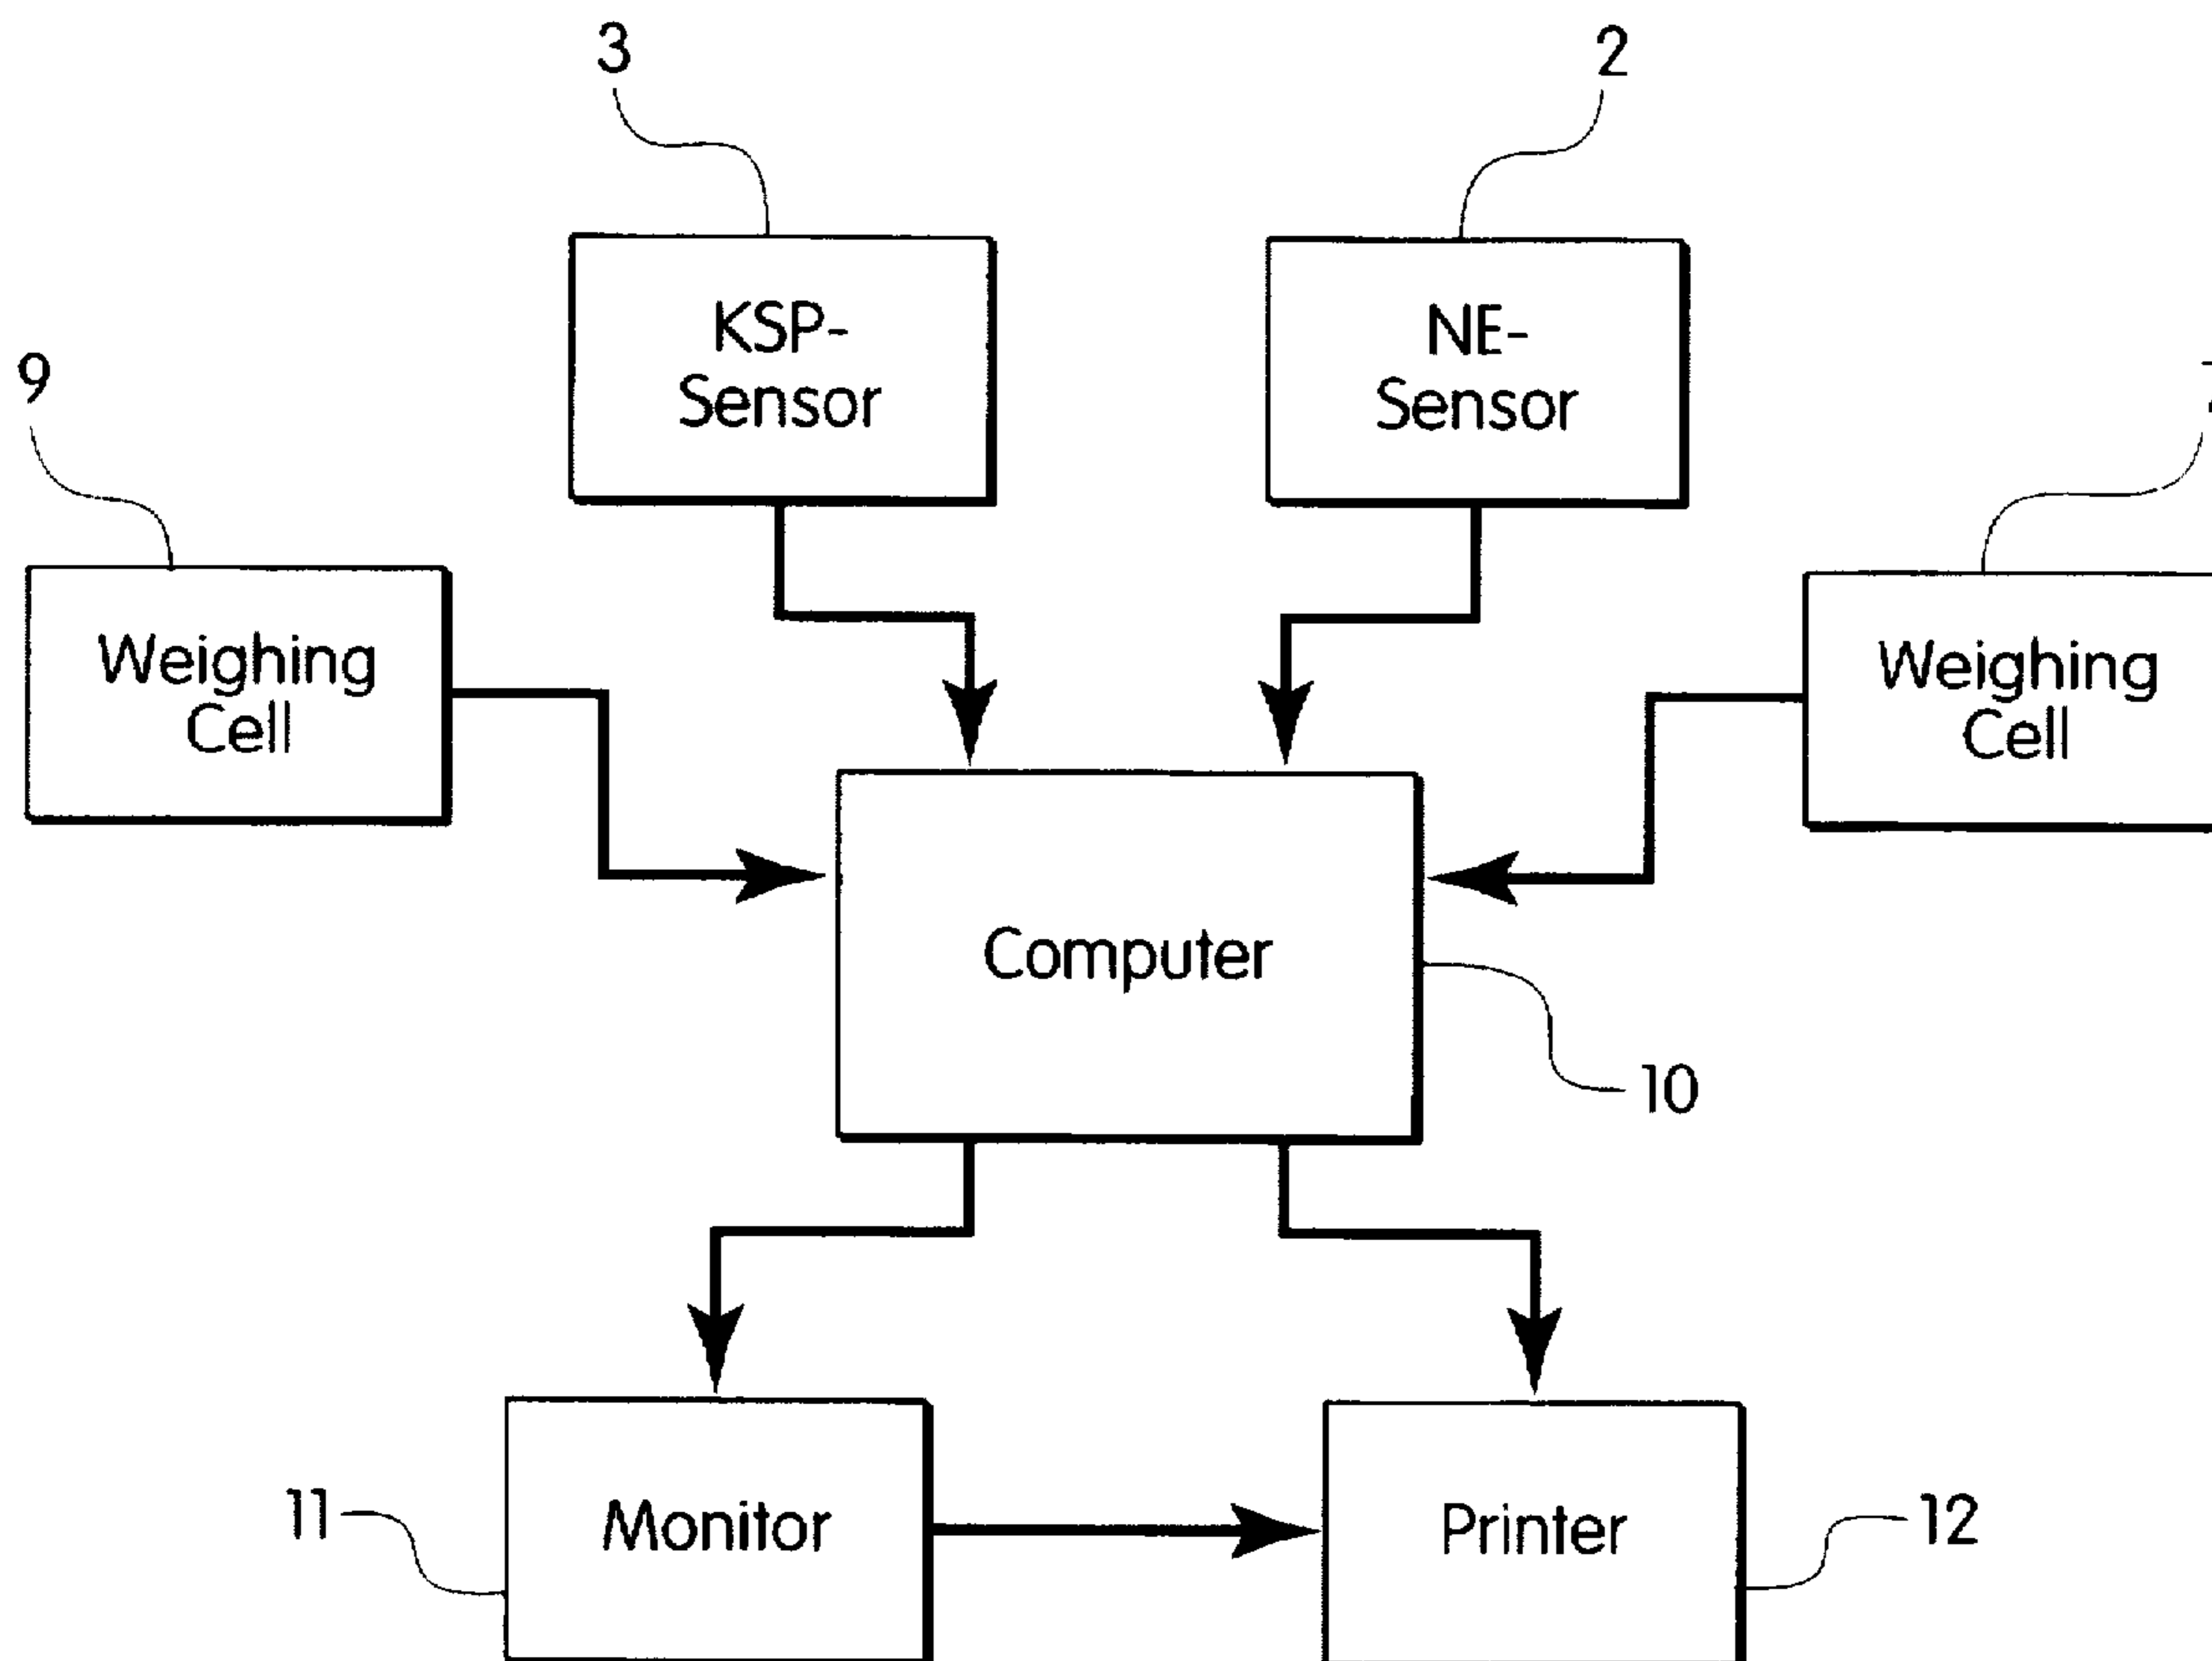 3
2
KSP-
Sensor
NE-
Sensor
9
Weighing
Cell
Weighing
Cell
Computer
10
Monitor
Printer
11
12